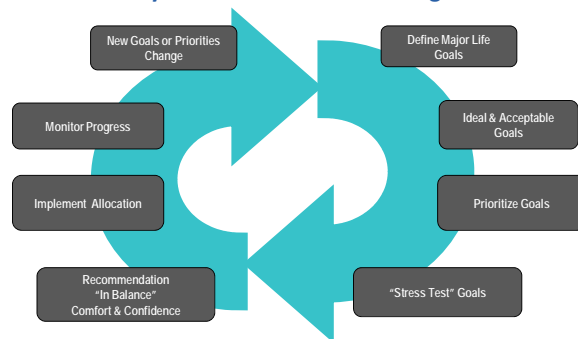 New Goals or Priorities
Change
Define Major Life
Goals
Monitor Progress
Ideal & Acceptable
Goals
Implement Allocation
Prioritize Goals
Recommendation
"In Balance"
Comfort & Confidence
"Stress Test" Goals